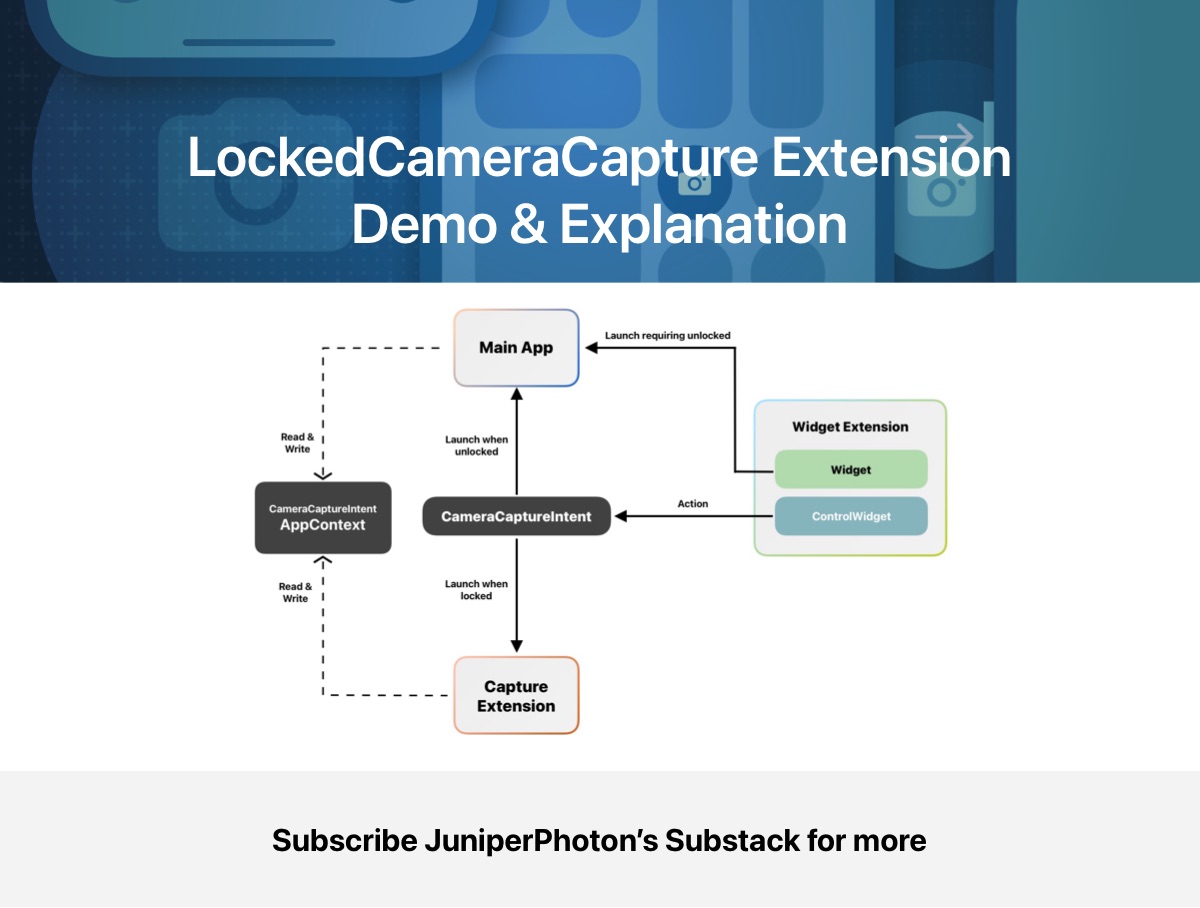 LockedCameraCapture Extension
Demo & Explanation
Main App
Launch requiring unlocked
Widget Extension
Read &
Write
Launch when
unlocked
Widget
CameraCaptureIntent
AppContext
CameraCaptureIntent
Action
ControlWidget
Read &
Write
Launch when
locked
Capture
Extension
Subscribe JuniperPhoton’s Substack for more